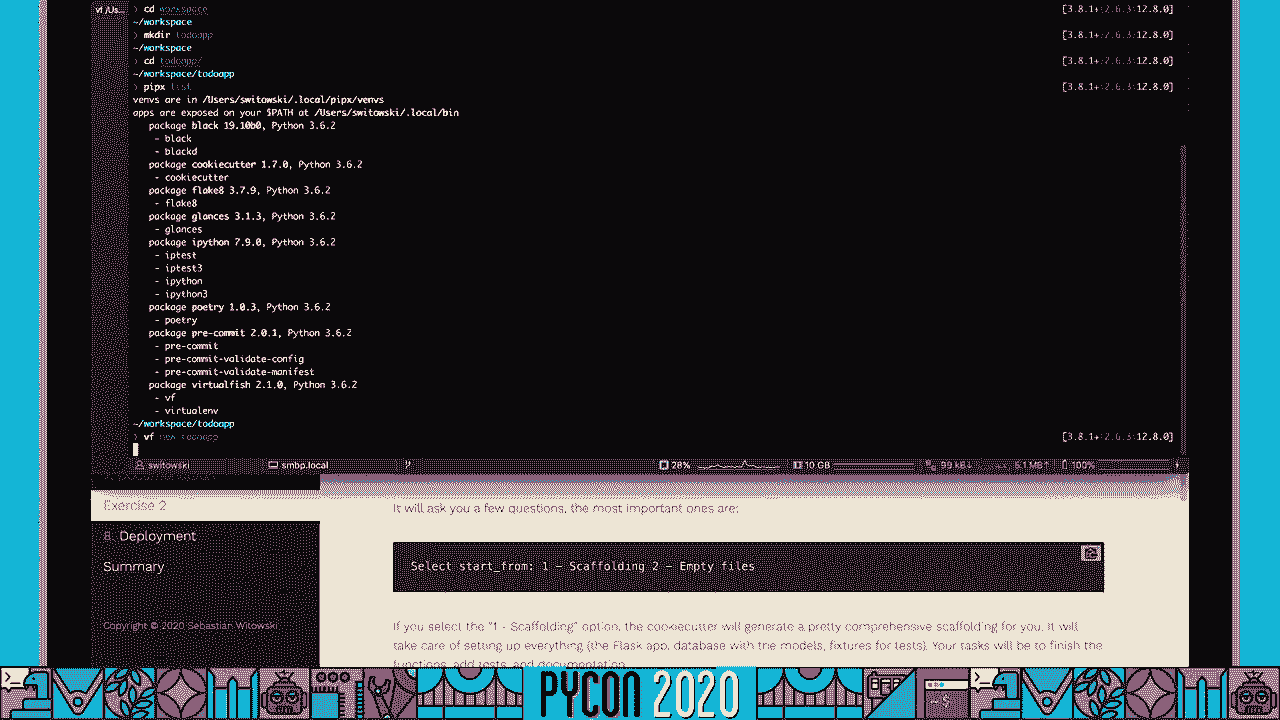 vf /Us...
› cd workspace [3.8.1+:2.6.3:12.8.0]
~/workspace
› mkdir todoapp [3.8.1+:2.6.3:12.8.0]
~/workspace
› cd todoapp/ [3.8.1+:2.6.3:12.8.0]
~/workspace/todoapp
› pipx list [3.8.1+:2.6.3:12.8.0]
venvs are in /Users/switowski/.local/pipx/venvs
apps are exposed on your $PATH at /Users/switowski/.local/bin
package black 19.10b0, Python 3.6.2
- black
- blackd
package cookiecutter 1.7.0, Python 3.6.2
- cookiecutter
package flake8 3.7.9, Python 3.6.2
- flake8
package glances 3.1.3, Python 3.6.2
- glances
package ipython 7.9.0, Python 3.6.2
- iptest
- iptest3
- ipython
- ipython3
package poetry 1.0.3, Python 3.6.2
- poetry
package pre-commit 2.0.1, Python 3.6.2
- pre-commit
- pre-commit-validate-config
- pre-commit-validate-manifest
package virtualfish 2.1.0, Python 3.6.2
- vf
- virtualenv
~/workspace/todoapp
› vf new todoapp [3.8.1+:2.6.3:12.8.0]
switowski smbp.local 28% 10 GB 99 kB↓ 6.1 MB↑ 100%
Exercise 2
8. Deployment
Summary
Copyright © 2020 Sebastian Witowski
It will ask you a few questions, the most important ones are:
Select start_from: 1 - Scaffolding 2 - Empty files
If you select the "1 - Scaffolding" option, the cookiecutter will generate a pretty comprehensive scaffolding for you. It will
take care of setting up everything (the Flask app, database with the models, fixtures for tests). Your tasks will be to finish the
functions, add tests, and documentation.
PYCON 2020